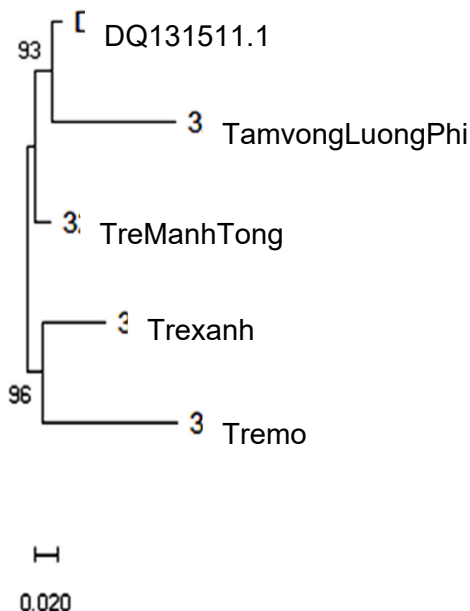 DQ131511.1
93
3 TamvongLuongPhi
3 TreManhTong
3 Trexanh
96
3 Tremo
0.020